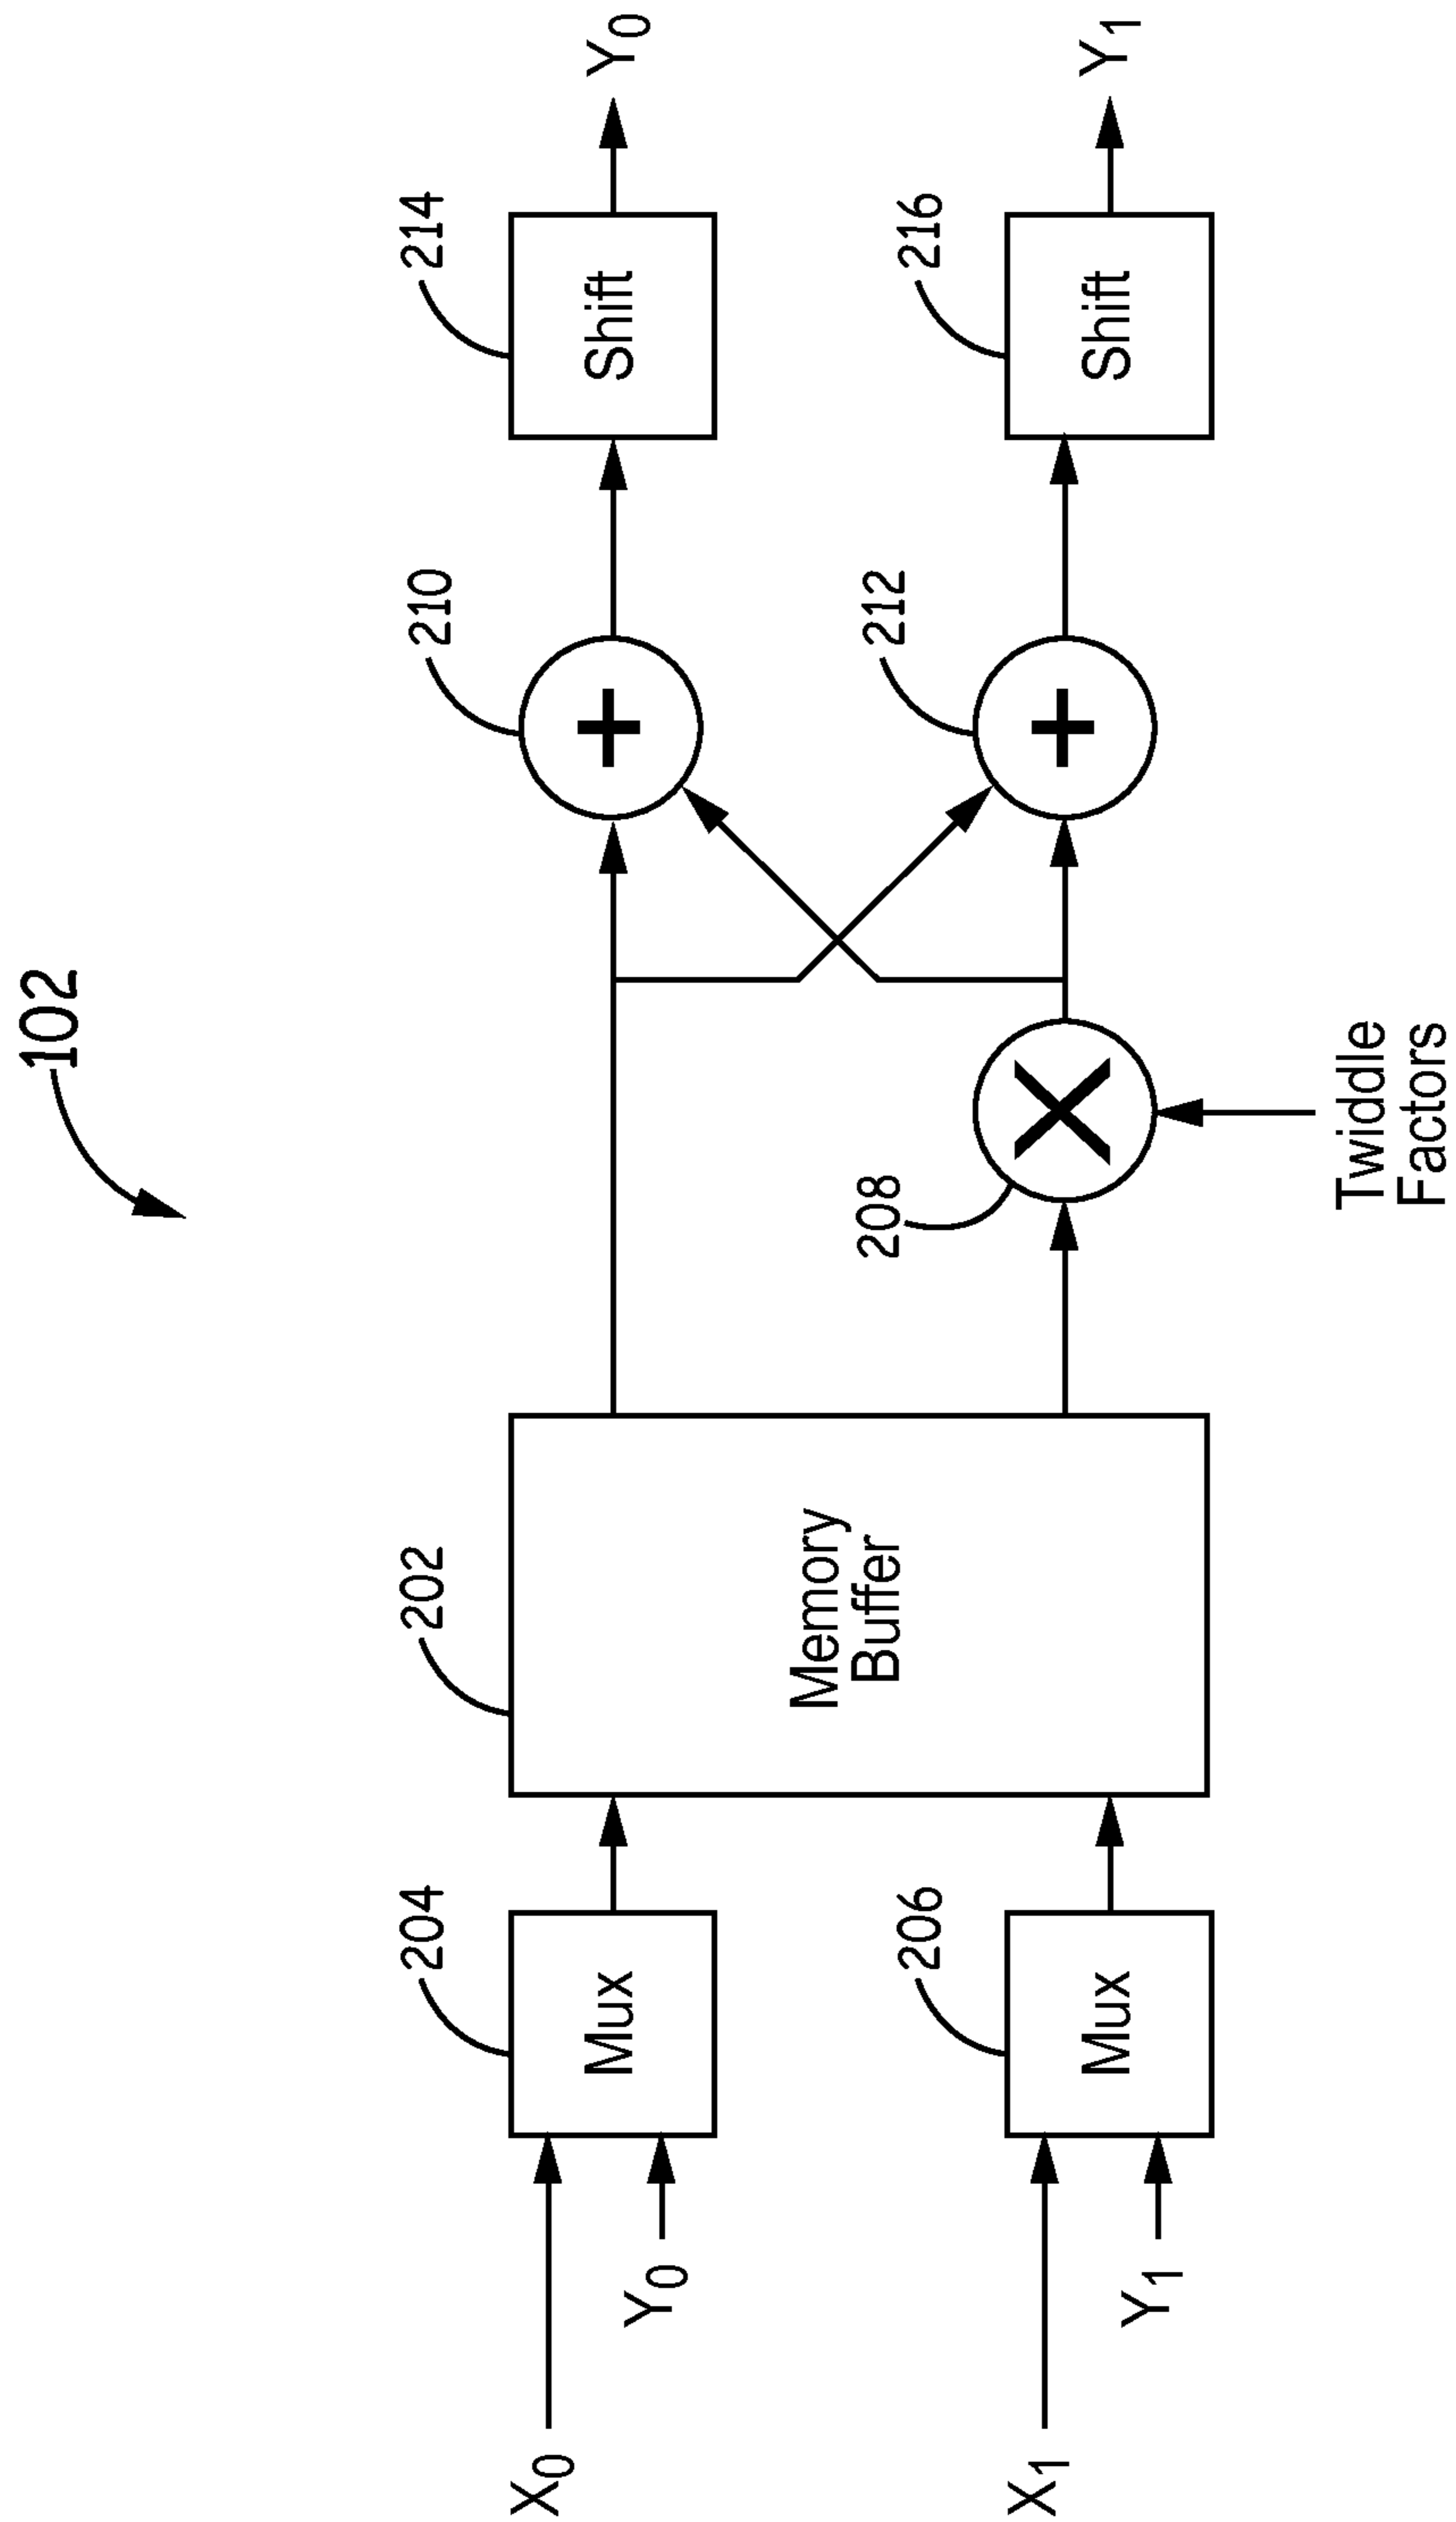 102
X0
Y0
Mux
204
202
Memory
Buffer
210
+
214
Shift
Y0
X1
Y1
Mux
206
208
X
Twiddle
Factors
212
+
216
Shift
Y1